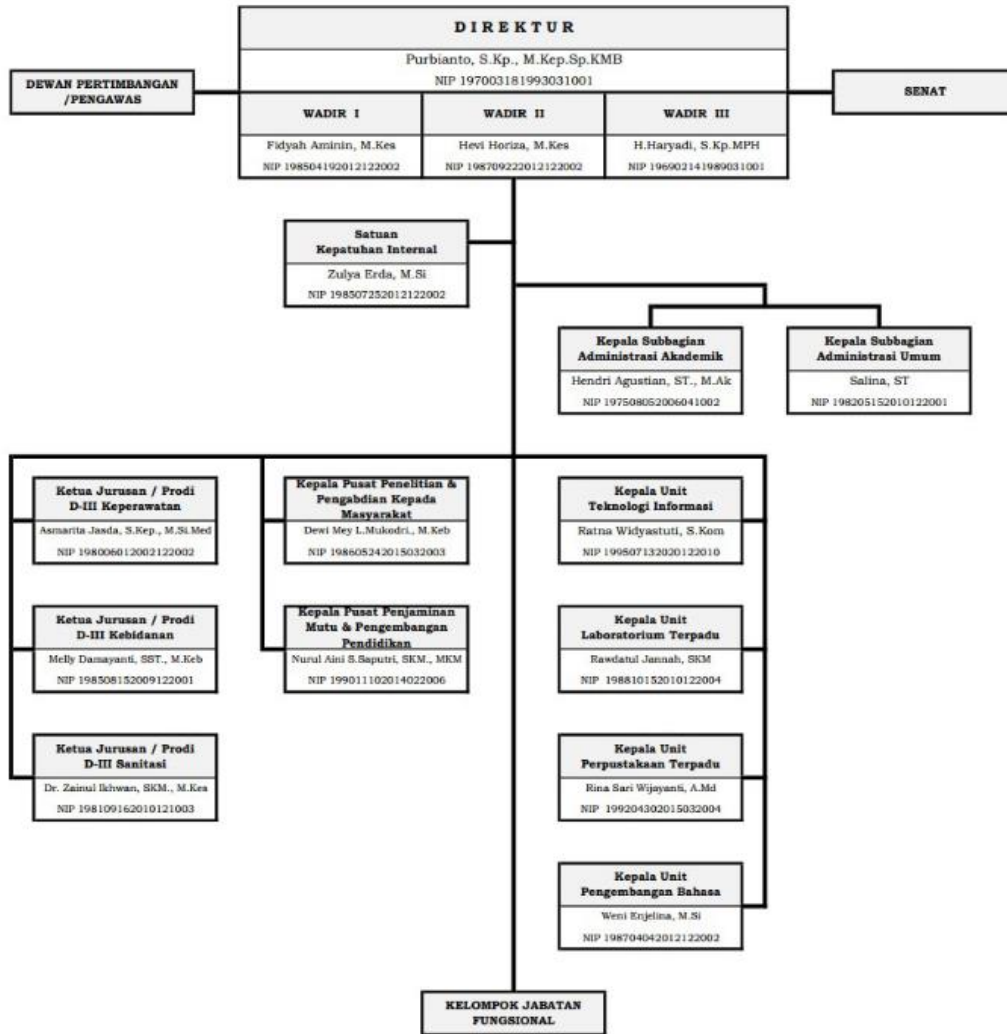 DIREKTUR
Purbianto, S.Kp., M.Kep.Sp.KMB
NIP 197003181993031001
DEWAN PERTIMBANGAN
/PENGAWAS
SENAT
WADIR I
Fidyah Aminin, M.Kes
NIP 198504192012122002
WADIR II
Hevi Horiza, M.Kes
NIP 198709222012122002
WADIR III
H.Haryadi, S.Kp.MPH
NIP 196902141989031001
Satuan
Kepatuhan Internal
Zulya Erda, M.Si
NIP 198507252012122002
Kepala Subbagian
Administrasi Akademik
Hendri Agustian, ST., M.Ak
NIP 197508052006041002
Kepala Subbagian
Administrasi Umum
Salina, ST
NIP 198205152010122001
Ketua Jurusan / Prodi
D-III Keperawatan
Asmarita Jasda, S.Kep., M.Si.Med
NIP 198006012002122002
Kepala Pusat Penelitian &
Pengabdian Kepada
Masyarakat
Dewi Mey L.Mukodri., M.Keb
NIP 198605242015032003
Kepala Unit
Teknologi Informasi
Ratna Widyastuti, S.Kom
NIP 199507132020122010
Ketua Jurusan / Prodi
D-III Kebidanan
Melly Damayanti, SST., M.Keb
NIP 198508152009122001
Kepala Pusat Penjaminan
Mutu & Pengembangan
Pendidikan
Nurul Aini S.Saputri, SKM., MKM
NIP 199011102014022006
Kepala Unit
Laboratorium Terpadu
Rawdatul Jannah, SKM
NIP 198810152010122004
Ketua Jurusan / Prodi
D-III Sanitasi
Dr. Zainul Ikhwan, SKM., M.Kes
NIP 198109162010121003
Kepala Unit
Perpustakaan Terpadu
Rina Sari Wijayanti, A.Md
NIP 199204302015032004
Kepala Unit
Pengembangan Bahasa
Weni Enjelina, M.Si
NIP 198704042012122002
KELOMPOK JABATAN
FUNGSIONAL